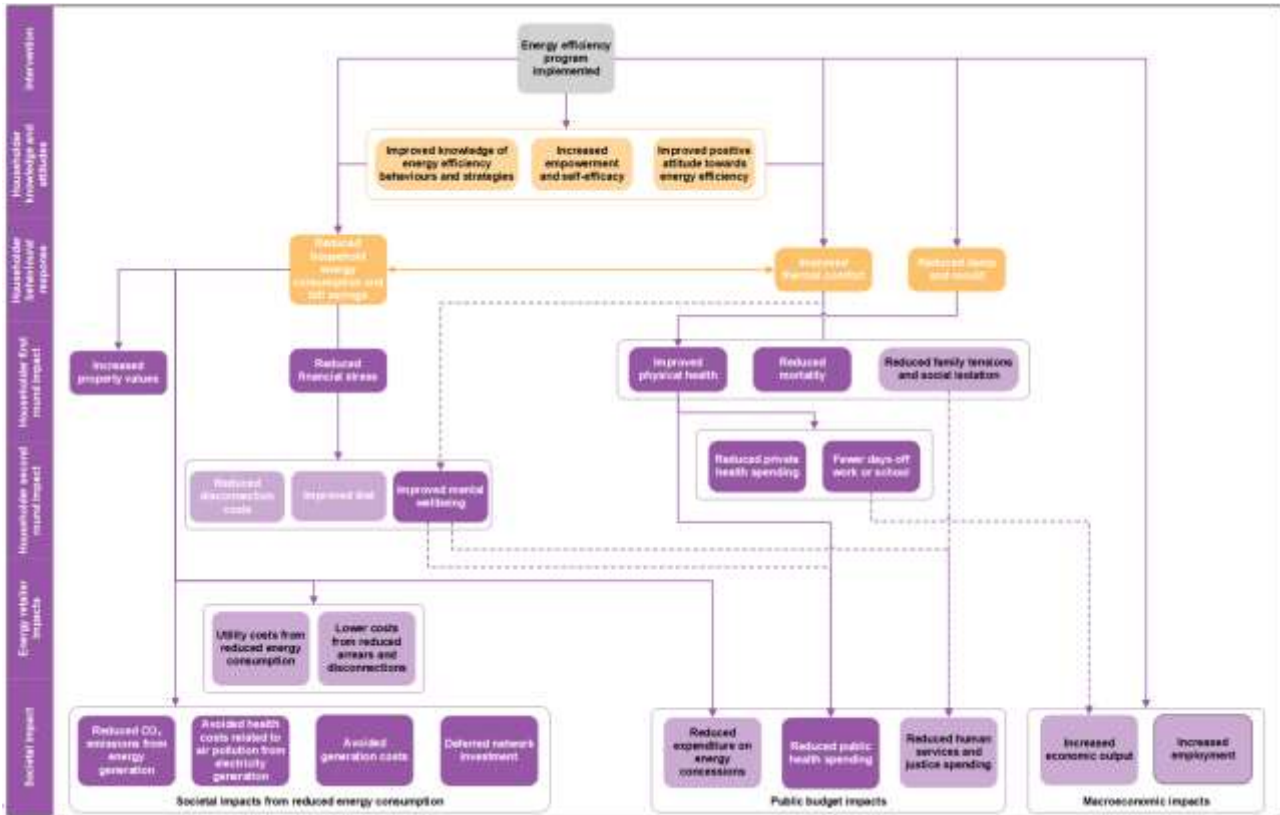 Intervention
Energy efficiency
program
implemented
Householder
knowledge and
attitudes
Improved knowledge of
energy efficiency
behaviours and strategies
Increased
empowerment
and self-efficacy
Improved positive
attitude towards
energy efficiency
Householder
behavioural
response
Reduced
household
energy
consumption and
bill savings
Improved
thermal comfort
Reduced damp
and mould
Householder first
round impact
Increased
property values
Reduced
financial stress
Improved
physical health
Reduced
mortality
Reduced family tensions
and social isolation
Householder second
round impact
Reduced
disconnection
costs
Improved diet
Improved mental
wellbeing
Reduced private
health spending
Fewer days off
work or school
Energy retailer
impacts
Utility costs from
reduced energy
consumption
Lower costs
from reduced
arrears and
disconnections
Societal impact
Reduced CO₂
emissions from
energy
generation
Avoided health
costs related to
air pollution from
electricity
generation
Avoided
generation costs
Deferred network
investment
Societal impacts from reduced energy consumption
Reduced
expenditure on
energy
concessions
Reduced public
health spending
Reduced human
services and
justice spending
Public budget impacts
Increased
economic output
Increased
employment
Macroeconomic impacts